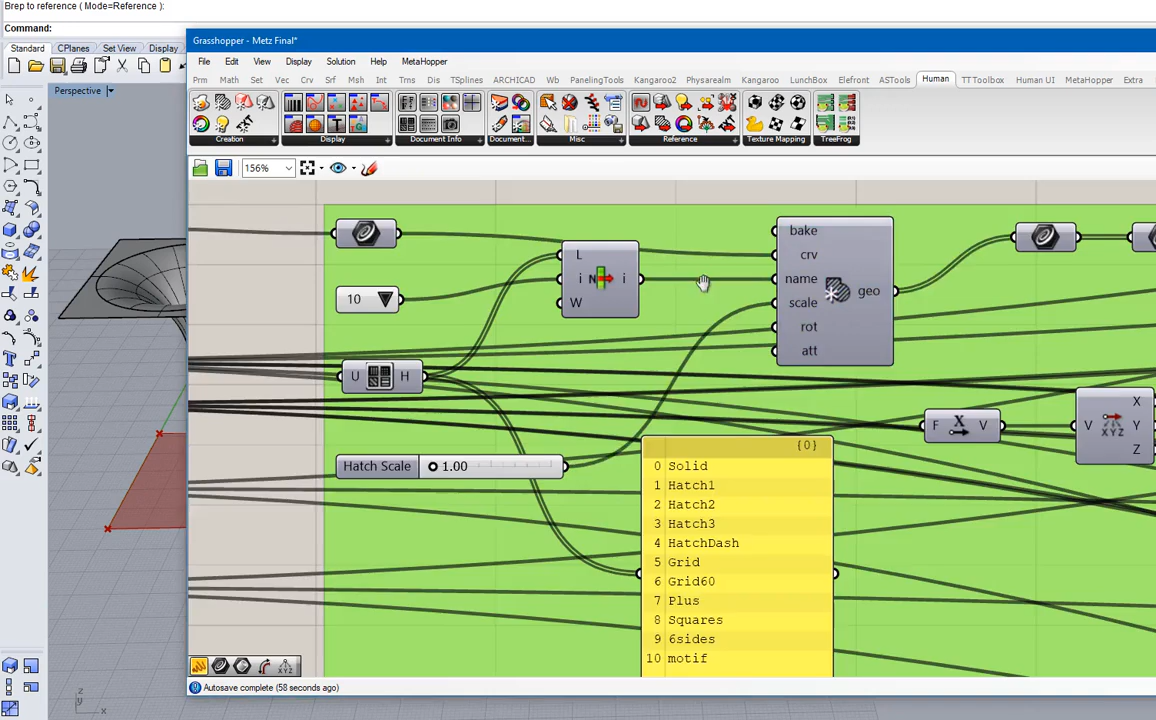 Brep to reference ( Mode=Reference ):
Command:
Standard CPlanes Set View Display
Perspective
Grasshopper - Metz Final*
File Edit View Display Solution Help MetaHopper
Prm Math Set Vec Crv Srf Msh Int Trns Dis TSplines ARCHICAD Wb PanelingTools Kangaroo2 Physarealm Kangaroo LunchBox Elefront ASTools Human TT Toolbox Human UI MetaHopper Extra
Creation Display Document Info Document... Misc Reference Texture Mapping TreeFrog
156%
bake
crv
name
scale
rot
att
geo
L
i N i
W
10
U H
F X V
V XYZ X
Y
Z
Hatch Scale 1.00
{0}
0 Solid
1 Hatch1
2 Hatch2
3 Hatch3
4 HatchDash
5 Grid
6 Grid60
7 Plus
8 Squares
9 6sides
10 motif
XYZ
Autosave complete (58 seconds ago)
z
y
x